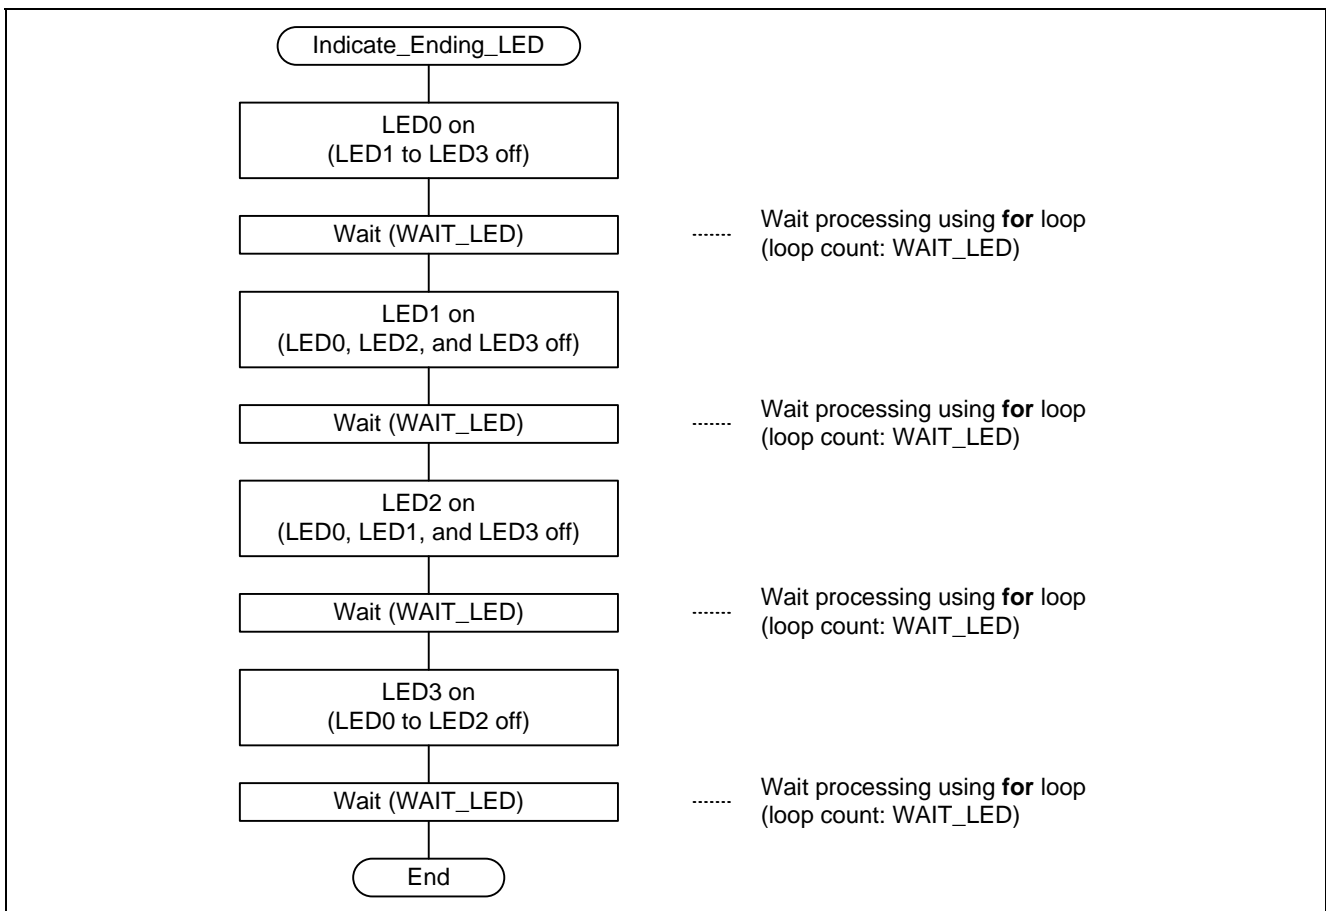 Indicate_Ending_LED
LED0 on
(LED1 to LED3 off)
Wait (WAIT_LED)
Wait processing using for loop
(loop count: WAIT_LED)
LED1 on
(LED0, LED2, and LED3 off)
Wait (WAIT_LED)
Wait processing using for loop
(loop count: WAIT_LED)
LED2 on
(LED0, LED1, and LED3 off)
Wait (WAIT_LED)
Wait processing using for loop
(loop count: WAIT_LED)
LED3 on
(LED0 to LED2 off)
Wait (WAIT_LED)
Wait processing using for loop
(loop count: WAIT_LED)
End